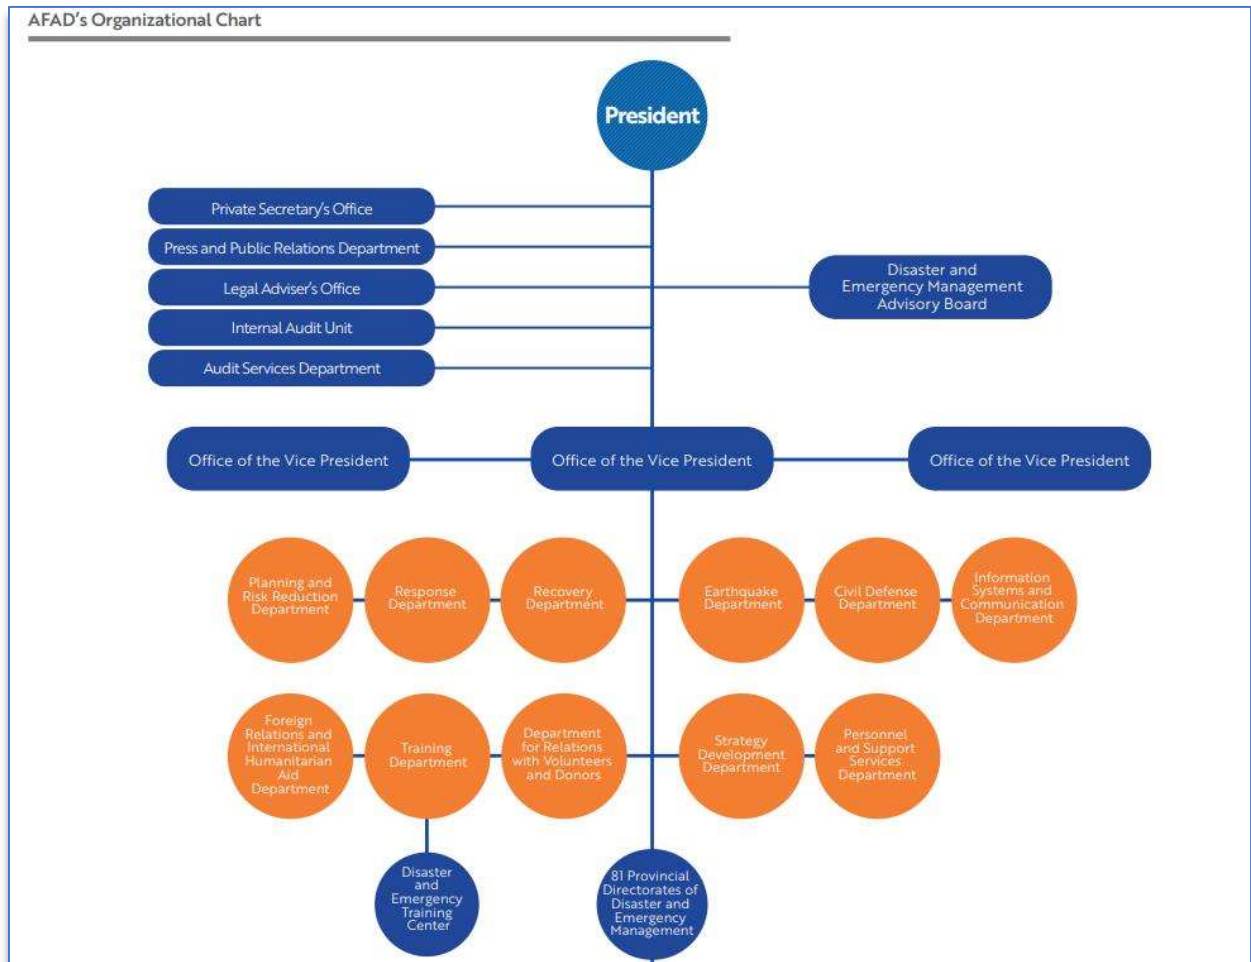 AFAD's Organizational Chart
President
Private Secretary's Office
Press and Public Relations Department
Legal Adviser's Office
Internal Audit Unit
Audit Services Department
Disaster and
Emergency Management
Advisory Board
Office of the Vice President
Office of the Vice President
Office of the Vice President
Planning and
Risk Reduction
Department
Response
Department
Recovery
Department
Earthquake
Department
Civil Defense
Department
Information
Systems and
Communication
Department
Foreign
Relations and
International
Humanitarian
Aid
Department
Training
Department
Department
for Relations
with Volunteers
and Donors
Strategy
Development
Department
Personnel
and Support
Services
Department
Disaster
and
Emergency
Training
Center
81 Provincial
Directorates of
Disaster and
Emergency
Management